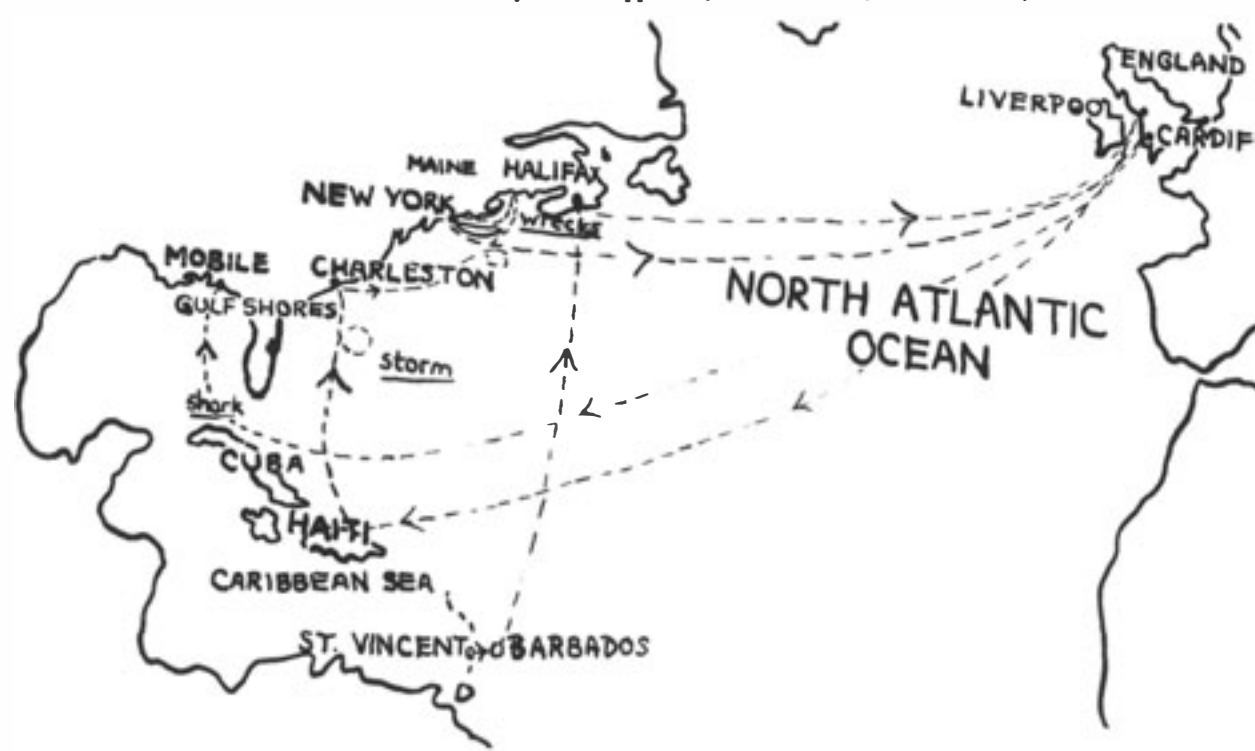 ENGLAND
LIVERPOOL
CARDIF
MAINE HALIFAX
NEW YORK
wrecks
MOBILE
CHARLESTON
GULF SHORES
NORTH ATLANTIC
OCEAN
storm
shark
CUBA
HAITI
CARIBBEAN SEA
ST. VINCENT
BARBADOS